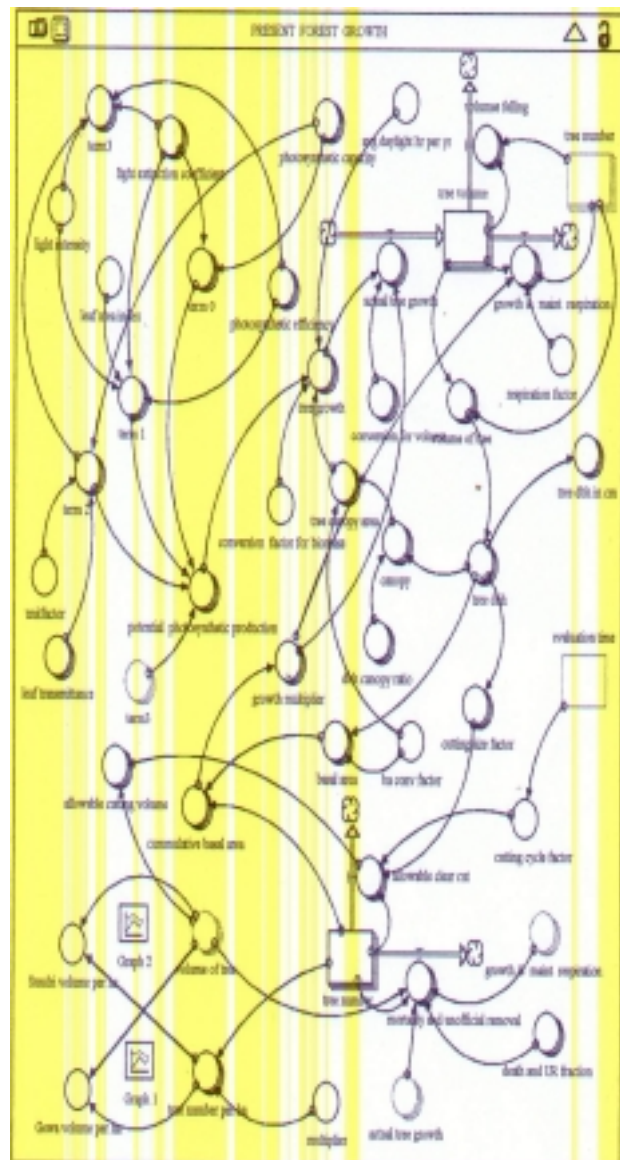 PRESENT FOREST GROWTH
volume felling
term3
light extinction coefficient
photosynthetic capacity
avg daylight hr per yr
tree number
tree volume
light intensity
leaf area index
term 0
photosynthetic efficiency
actual tree growth
growth & maint respiration
respiration factor
term 1
tree growth
volume of tree
tree dbh in cm
term 2
conversion factor for biomass
tree canopy area
canopy
tree dbh
unitfactor
potential photosynthetic production
evaluation time
leaf transmittance
term3
growth multiplier
dbh canopy ratio
cutting size factor
basal area
ha conv factor
allowable cutting volume
cummulative basal area
cutting cycle factor
allowable clear cut
Graph 2
volume of tree
tree number
growth & maint respiration
mortality and unofficial removal
death and UR fraction
Graph 1
tree number per ha
Gowa volume per ha
multiplier
actual tree growth